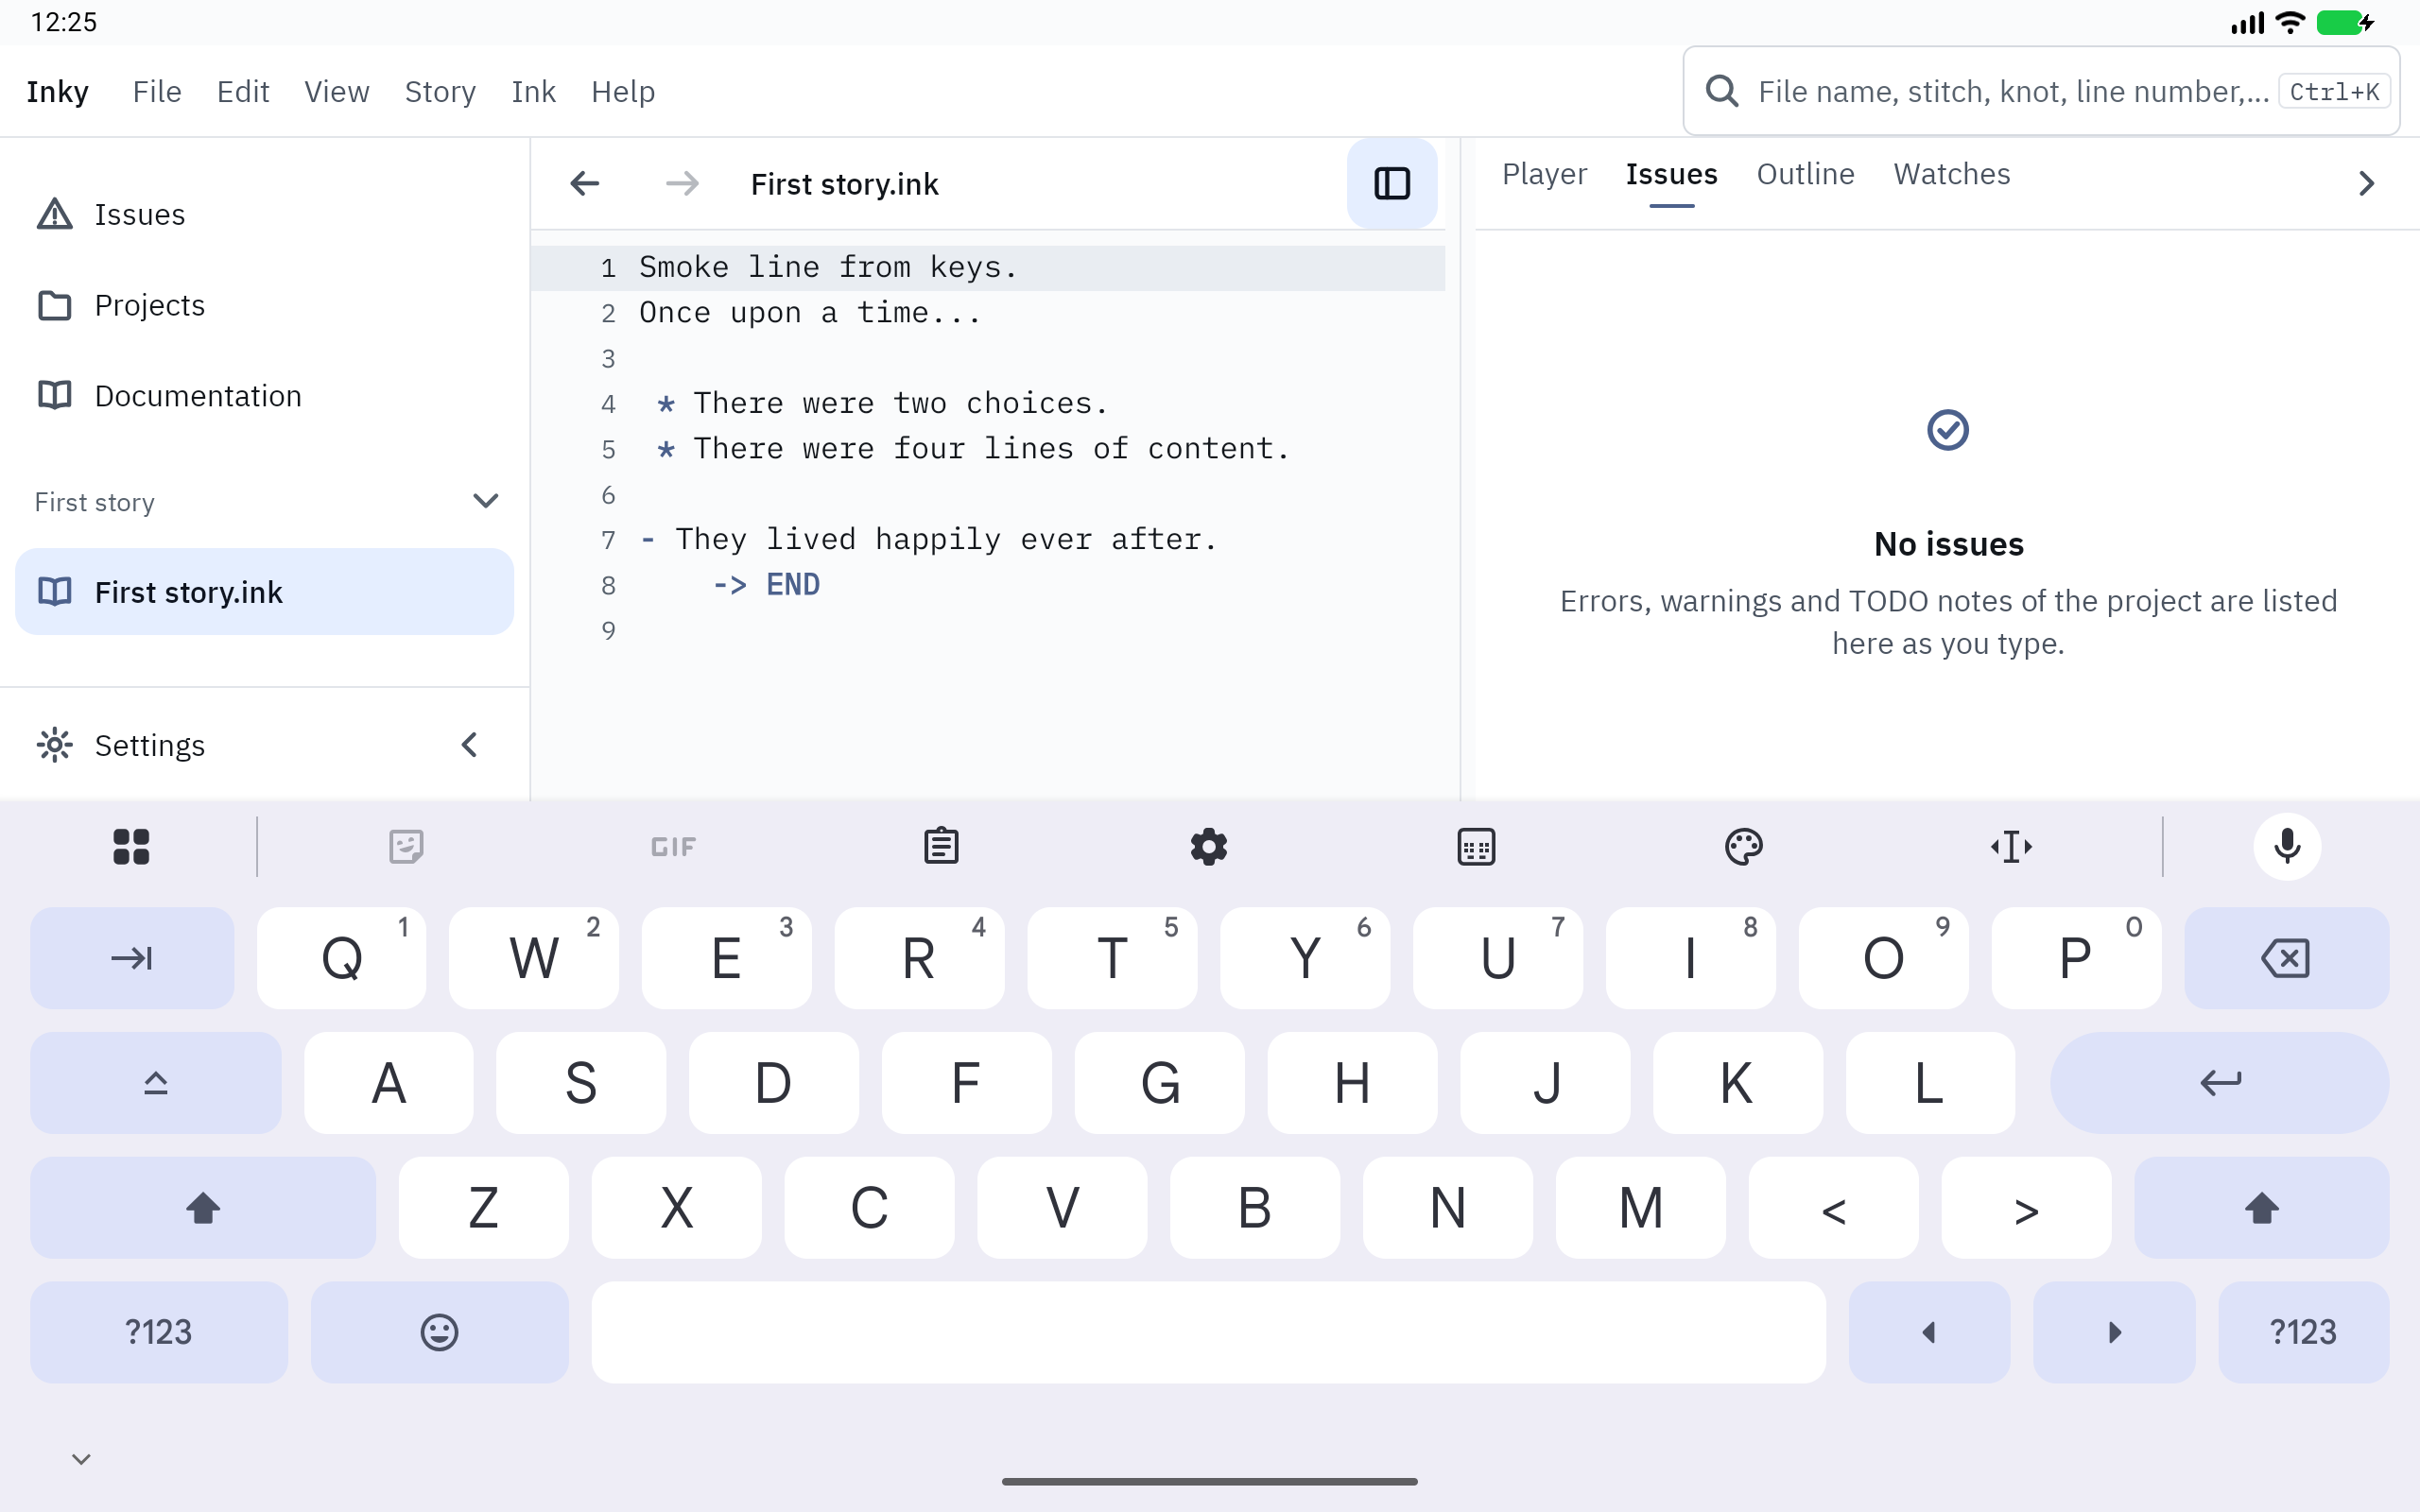 12:25
Inky File Edit View Story Ink Help
File name, stitch, knot, line number,... Ctrl+K
Issues
Projects
Documentation
First story
First story.ink
Settings
First story.ink
1 Smoke line from keys.
2 Once upon a time...
3
4 * There were two choices.
5 * There were four lines of content.
6
7 - They lived happily ever after.
8 -> END
9
Player Issues Outline Watches
No issues
Errors, warnings and TODO notes of the project are listed
here as you type.
GIF
Q 1 W 2 E 3 R 4 T 5 Y 6 U 7 I 8 O 9 P 0
A S D F G H J K L
Z X C V B N M < >
?123 ?123